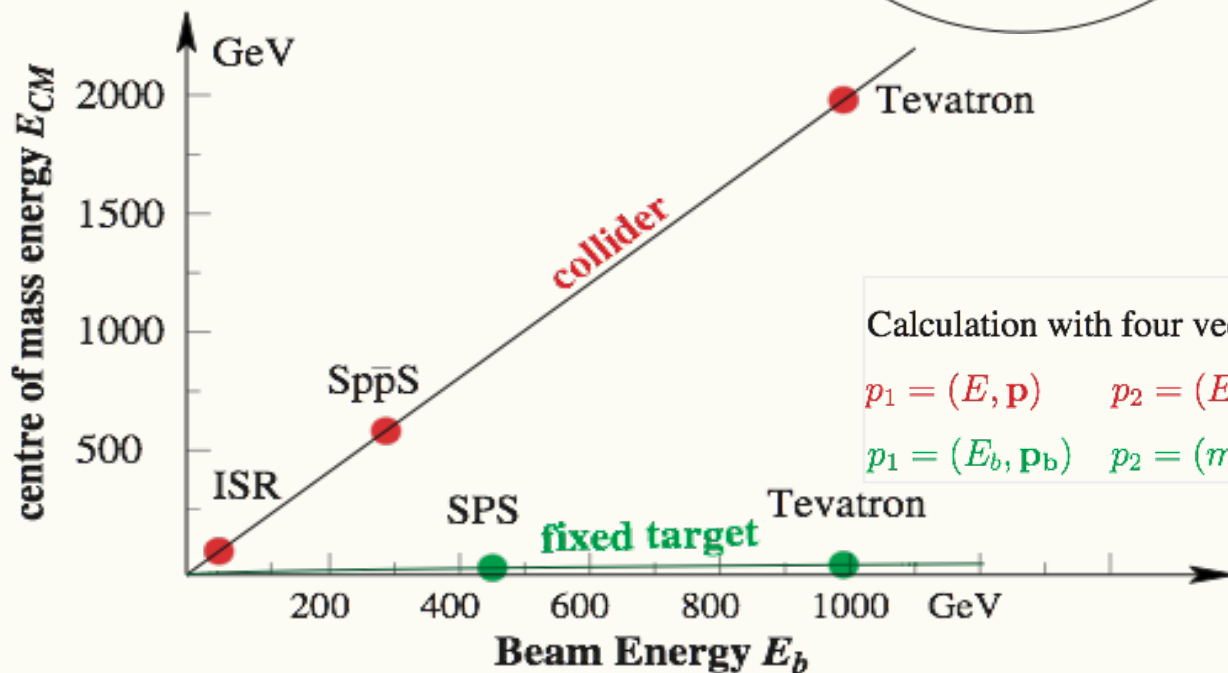 GeV
centre of mass energy E_CM
2000
1500
1000
500
Tevatron
collider
Spp̄S
ISR
Calculation with four
p₁ = (E, p) p₂ = (E
p₁ = (E_b, p_b) p₂ = (m
SPS
fixed target
Tevatron
200 400 600 800 1000 GeV
Beam Energy E_b